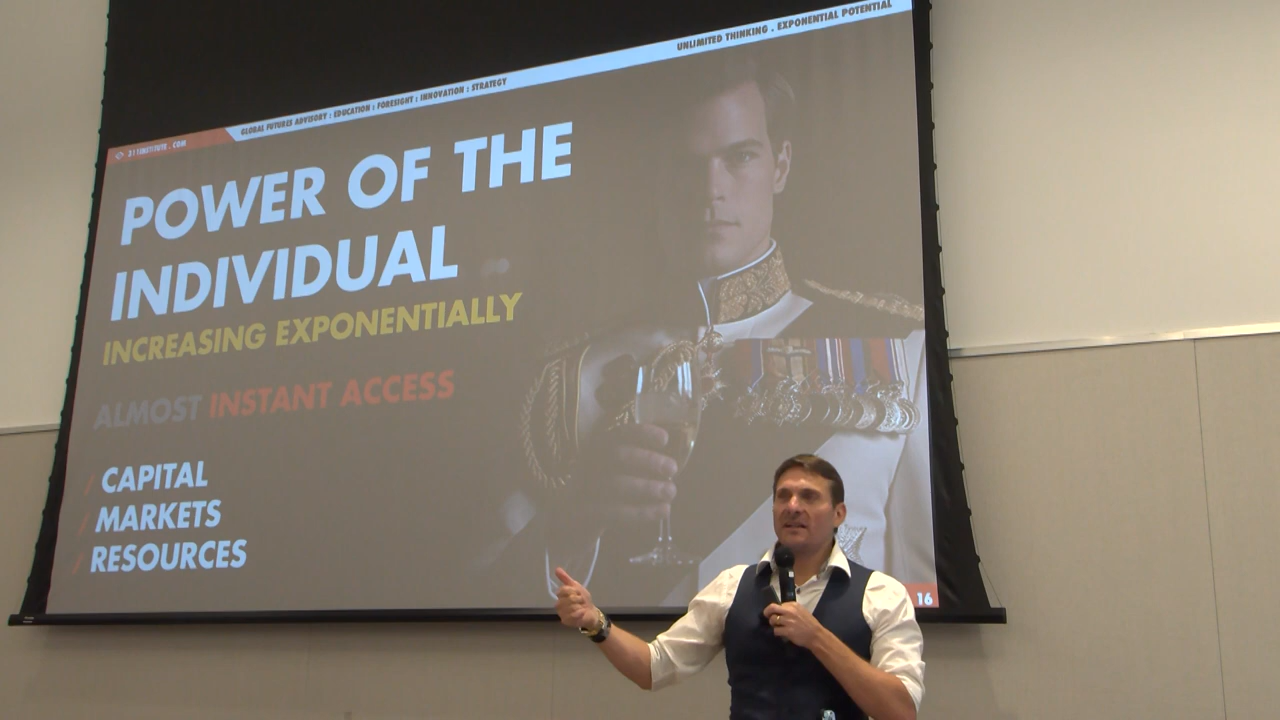 311INSTITUTE . COM
GLOBAL FUTURES ADVISORY : EDUCATION : FORESIGHT : INNOVATION : STRATEGY
UNLIMITED THINKING . EXPONENTIAL POTENTIAL
POWER OF THE
INDIVIDUAL
INCREASING EXPONENTIALLY
ALMOST INSTANT ACCESS
/ CAPITAL
/ MARKETS
/ RESOURCES
16